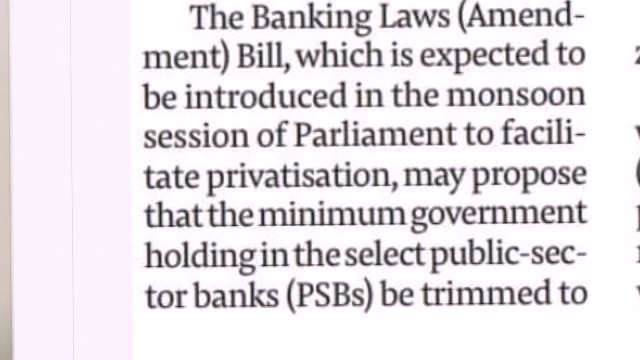 The Banking Laws (Amend-
ment) Bill, which is expected to
be introduced in the monsoon
session of Parliament to facili-
tate privatisation, may propose
that the minimum government
holding in the select public-sec-
tor banks (PSBs) be trimmed to